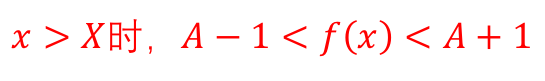 x > X时，A − 1 < f(x) < A + 1